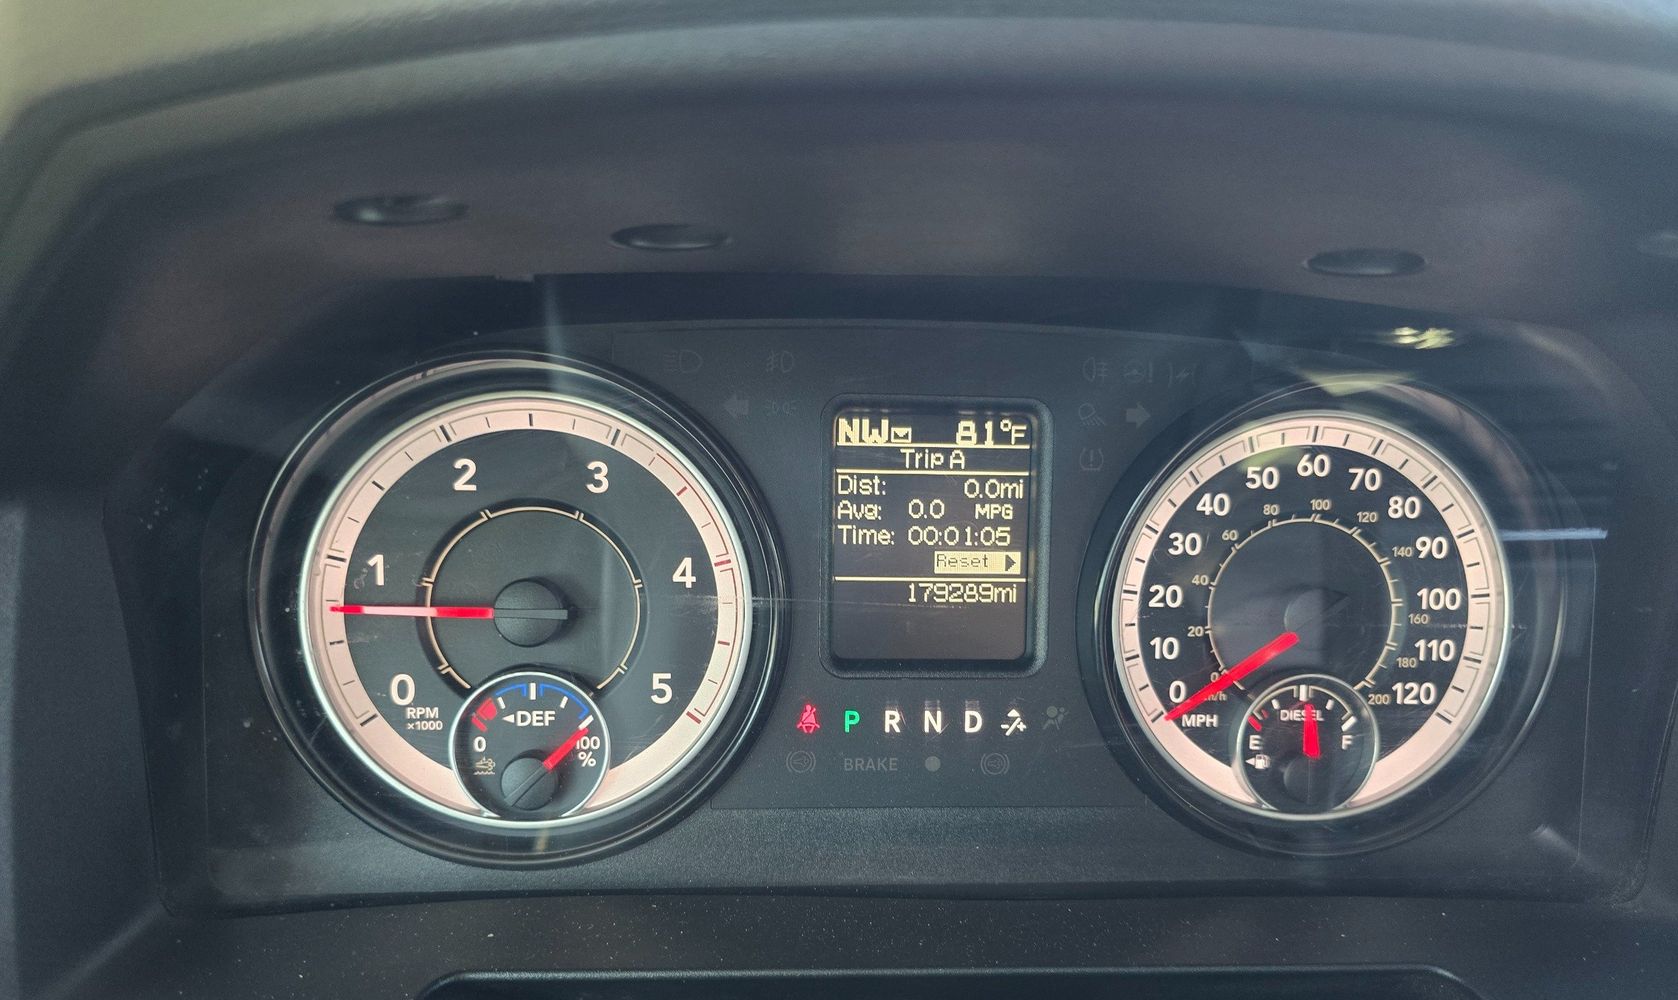 NW 81°F
Trip A
Dist: 0.0mi
Avg: 0.0 MPG
Time: 00:01:05
Reset
179289mi
0 1 2 3 4 5
RPM
x1000
DEF
0 100
%
P R N D
BRAKE
0 10 20 30 40 50 60 70 80 90 100 110 120
MPH
0 20 40 60 80 100 120 140 160 180 200
DIESEL
E F